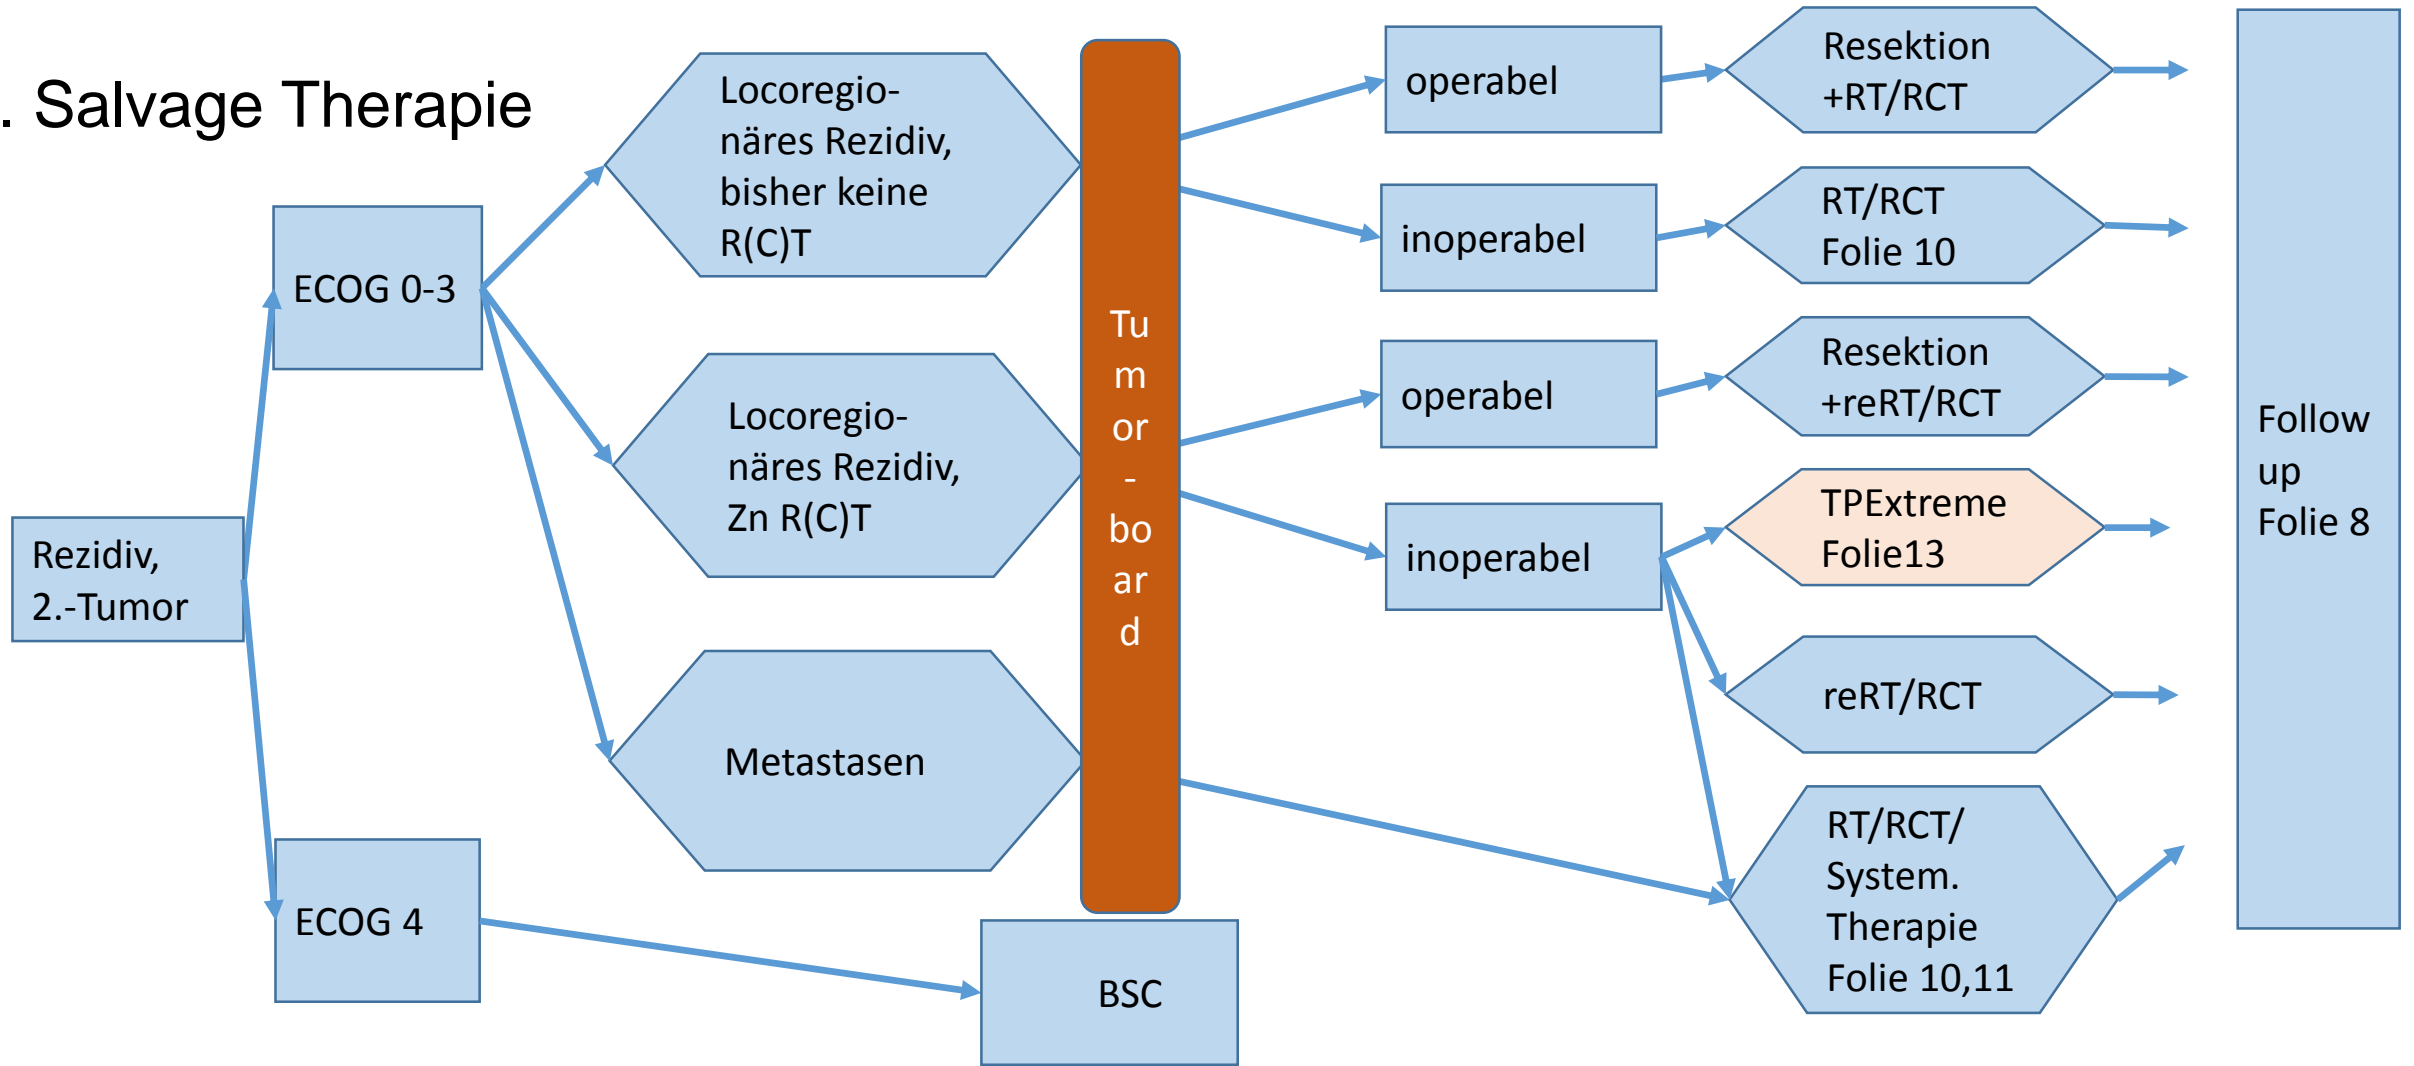 . Salvage Therapie
Rezidiv,
2.-Tumor
ECOG 0-3
ECOG 4
Locoregio-
näres Rezidiv,
bisher keine
R(C)T
Locoregio-
näres Rezidiv,
Zn R(C)T
Metastasen
Tu
m
or
-
bo
ar
d
BSC
operabel
inoperabel
operabel
inoperabel
Resektion
+RT/RCT
RT/RCT
Folie 10
Resektion
+reRT/RCT
TPExtreme
Folie13
reRT/RCT
RT/RCT/
System.
Therapie
Folie 10,11
Follow
up
Folie 8